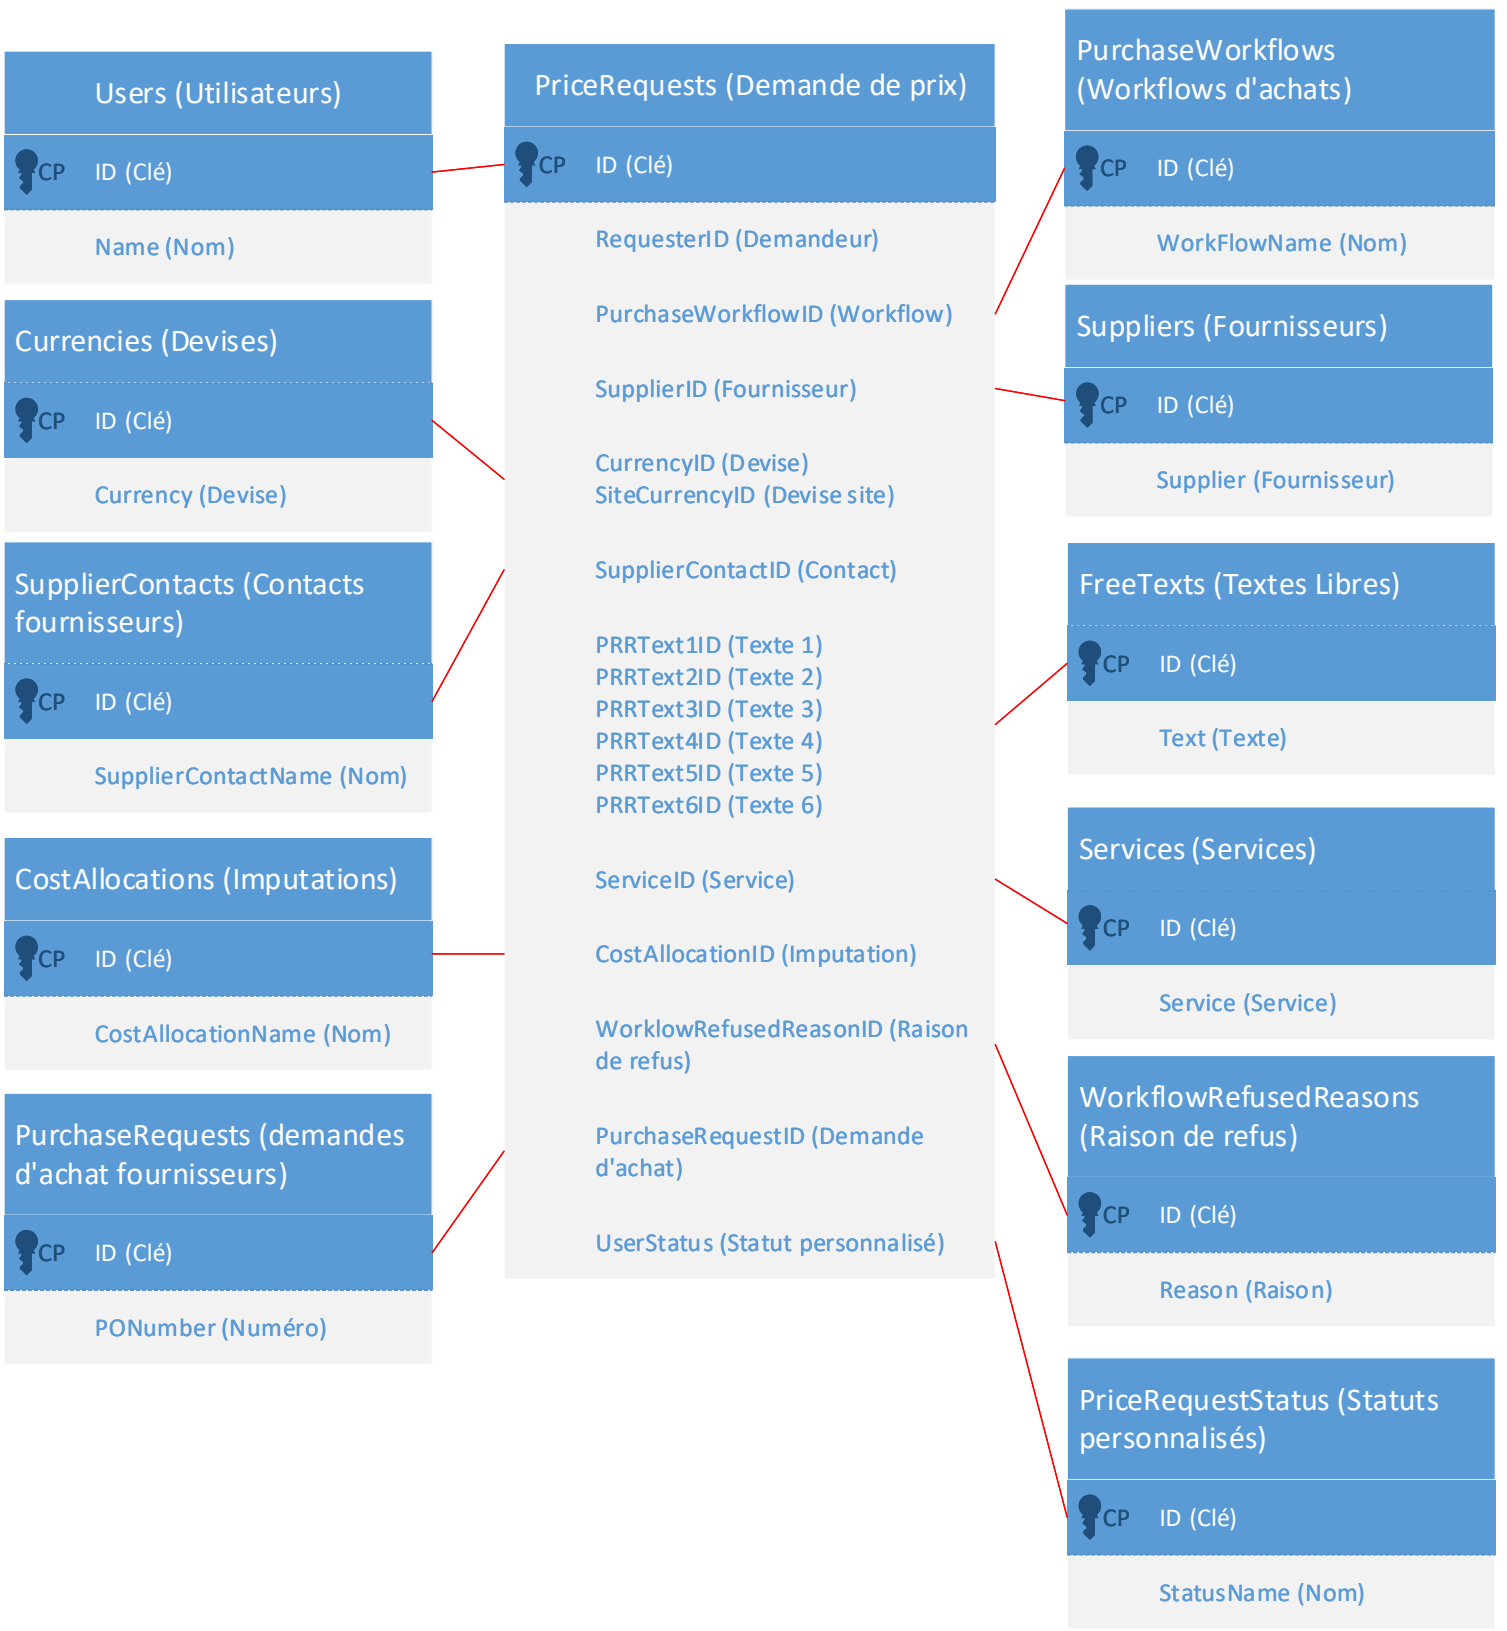 Users (Utilisateurs)
CP ID (Clé)
Name (Nom)
Currencies (Devises)
CP ID (Clé)
Currency (Devise)
SupplierContacts (Contacts
fournisseurs)
CP ID (Clé)
SupplierContactName (Nom)
CostAllocations (Imputations)
CP ID (Clé)
CostAllocationName (Nom)
PurchaseRequests (demandes
d'achat fournisseurs)
CP ID (Clé)
PONumber (Numéro)
PriceRequests (Demande de prix)
CP ID (Clé)
RequesterID (Demandeur)
PurchaseWorkflowID (Workflow)
SupplierID (Fournisseur)
CurrencyID (Devise)
SiteCurrencyID (Devise site)
SupplierContactID (Contact)
PRRText1ID (Texte 1)
PRRText2ID (Texte 2)
PRRText3ID (Texte 3)
PRRText4ID (Texte 4)
PRRText5ID (Texte 5)
PRRText6ID (Texte 6)
ServiceID (Service)
CostAllocationID (Imputation)
WorklowRefusedReasonID (Raison
de refus)
PurchaseRequestID (Demande
d'achat)
UserStatus (Statut personnalisé)
PurchaseWorkflows
(Workflows d'achats)
CP ID (Clé)
WorkFlowName (Nom)
Suppliers (Fournisseurs)
CP ID (Clé)
Supplier (Fournisseur)
FreeTexts (Textes Libres)
CP ID (Clé)
Text (Texte)
Services (Services)
CP ID (Clé)
Service (Service)
WorkflowRefusedReasons
(Raison de refus)
CP ID (Clé)
Reason (Raison)
PriceRequestStatus (Statuts
personnalisés)
CP ID (Clé)
StatusName (Nom)